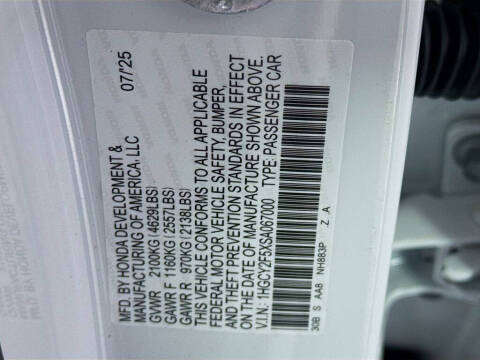 MFD. BY HONDA DEVELOPMENT & 07/25
MANUFACTURING OF AMERICA, LLC
GVWR 2100KG(4629LBS)
GAWR F 1160KG(2557LBS)
GAWR R 970KG(2138LBS)
THIS VEHICLE CONFORMS TO ALL APPLICABLE
FEDERAL MOTOR VEHICLE SAFETY, BUMPER,
AND THEFT PREVENTION STANDARDS IN EFFECT
ON THE DATE OF MANUFACTURE SHOWN ABOVE.
V.I.N: 1HGCY2F5XSA067000 TYPE: PASSENGER CAR
30B S AA8 NH883P Z A